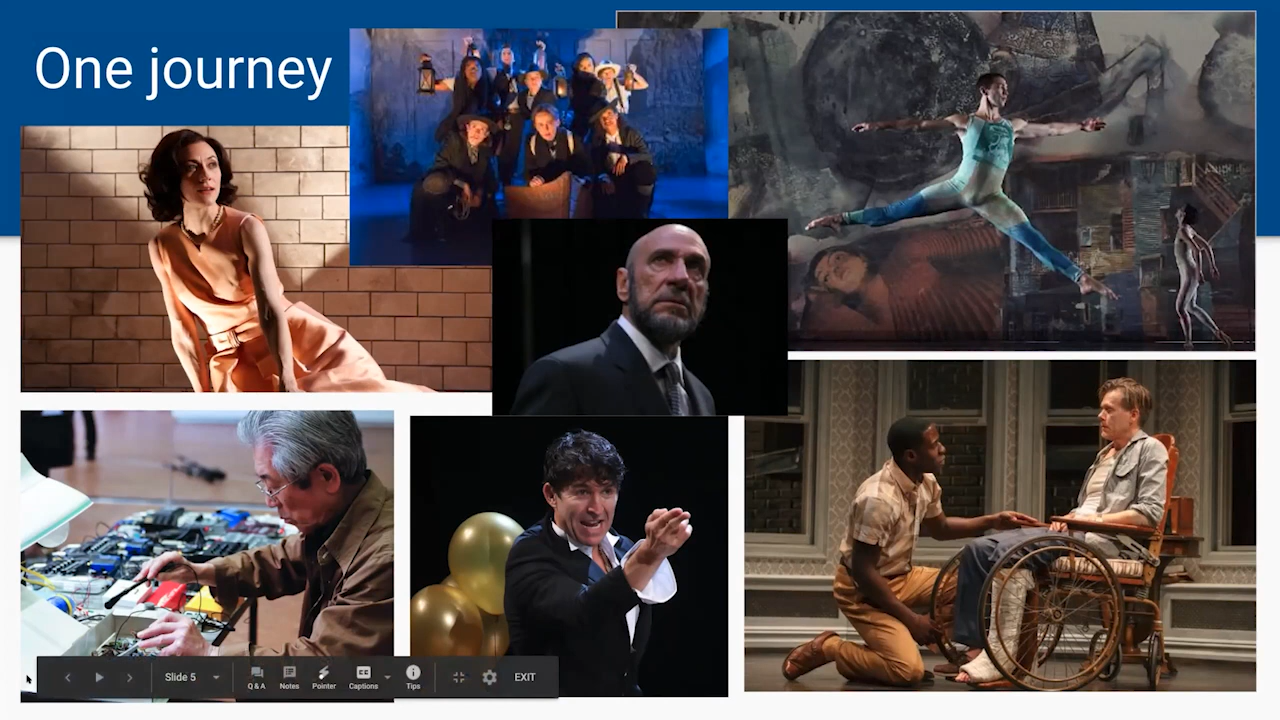 One journey
Slide 5
Q & A
Notes
Pointer
Captions
Tips
EXIT